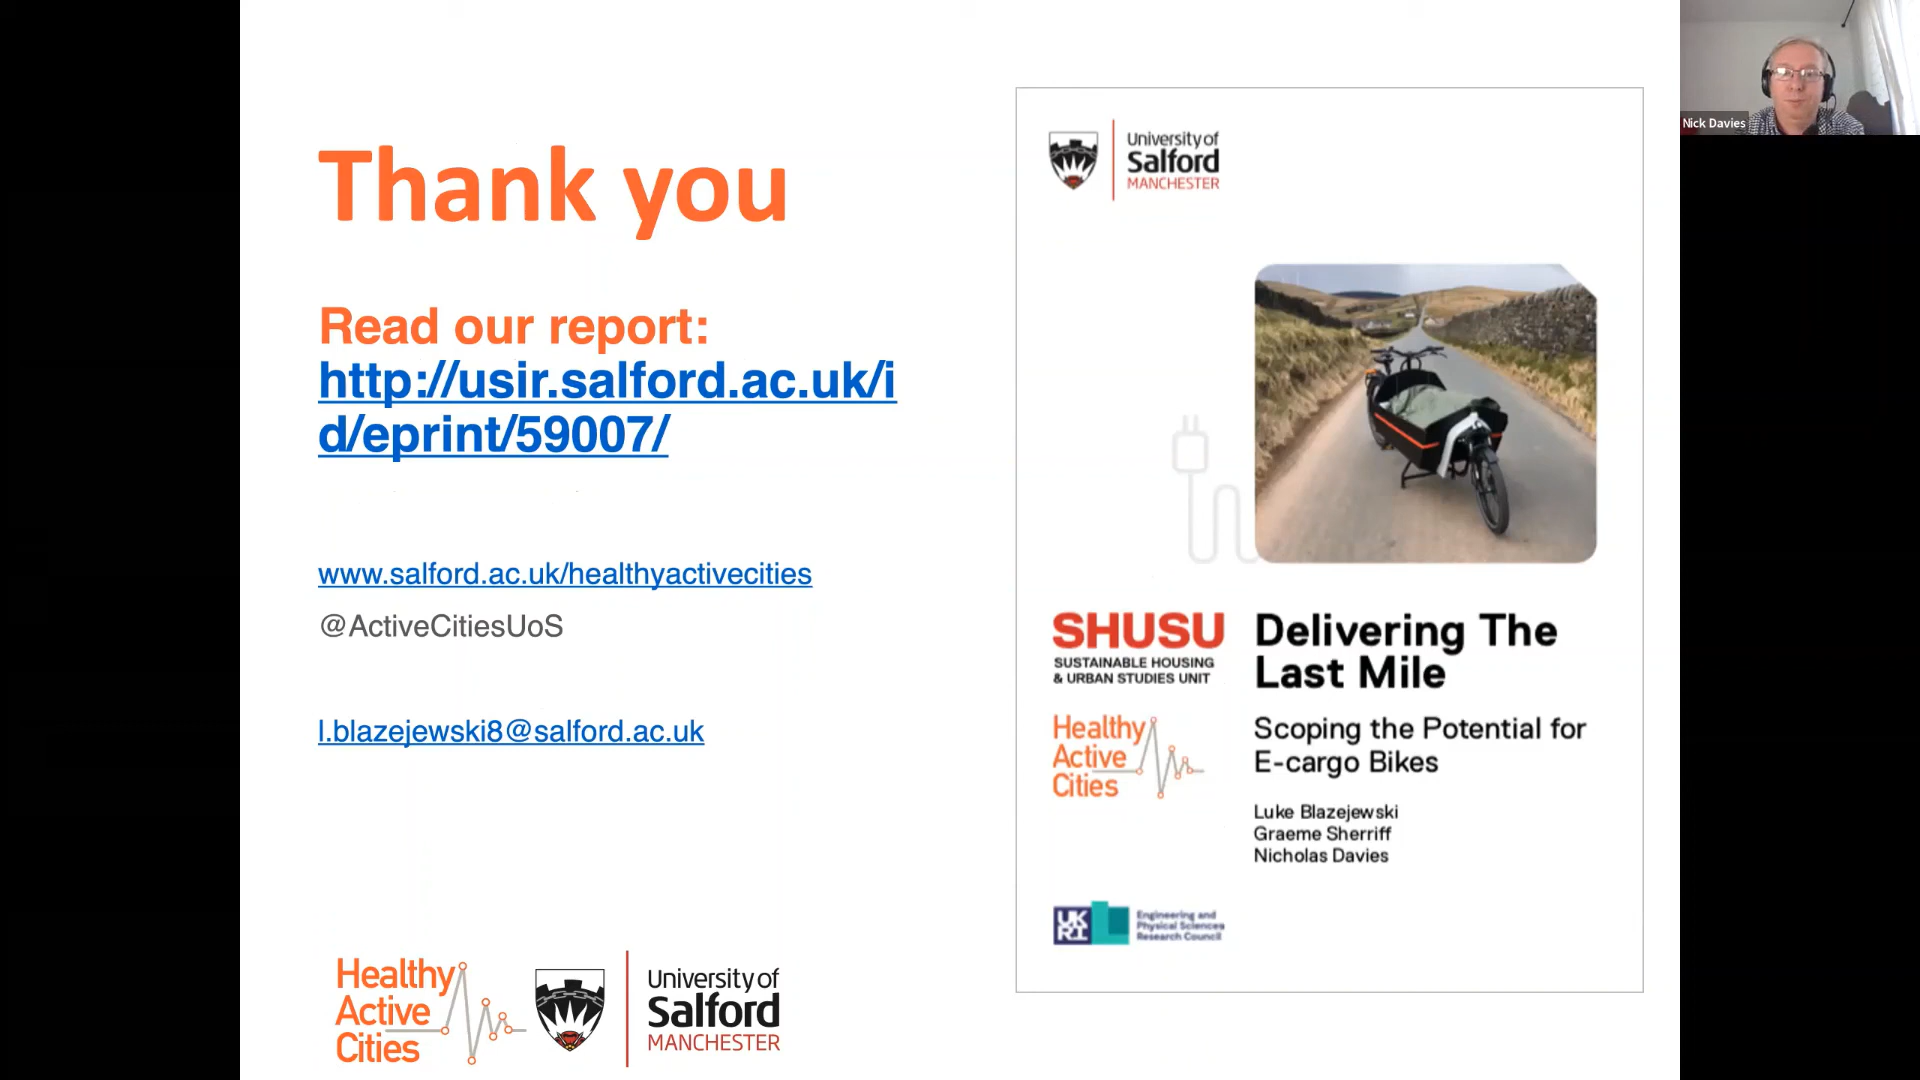 Thank you
Read our report:
http://usir.salford.ac.uk/i
d/eprint/59007/
www.salford.ac.uk/healthyactivecities
@ActiveCitiesUoS
l.blazejewski8@salford.ac.uk
Healthy
Active
Cities
University of
Salford
MANCHESTER
University of
Salford
MANCHESTER
SHUSU
SUSTAINABLE HOUSING
& URBAN STUDIES UNIT
Healthy
Active
Cities
Delivering The
Last Mile
Scoping the Potential for
E-cargo Bikes
Luke Blazejewski
Graeme Sherriff
Nicholas Davies
UK
RI
Engineering and
Physical Sciences
Research Council
Nick Davies